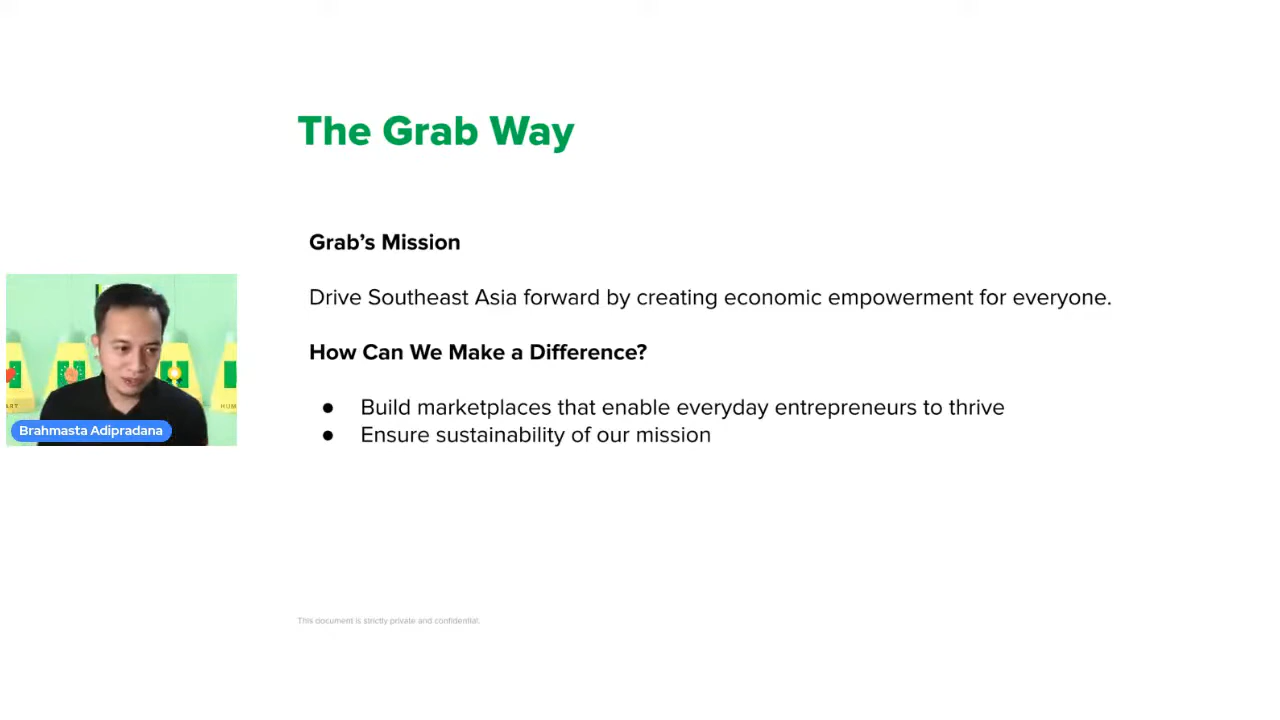 The Grab Way
Grab's Mission
Drive Southeast Asia forward by creating economic empowerment for everyone.
How Can We Make a Difference?
● Build marketplaces that enable everyday entrepreneurs to thrive
● Ensure sustainability of our mission
Brahmasta Adipradana
This document is strictly private and confidential.